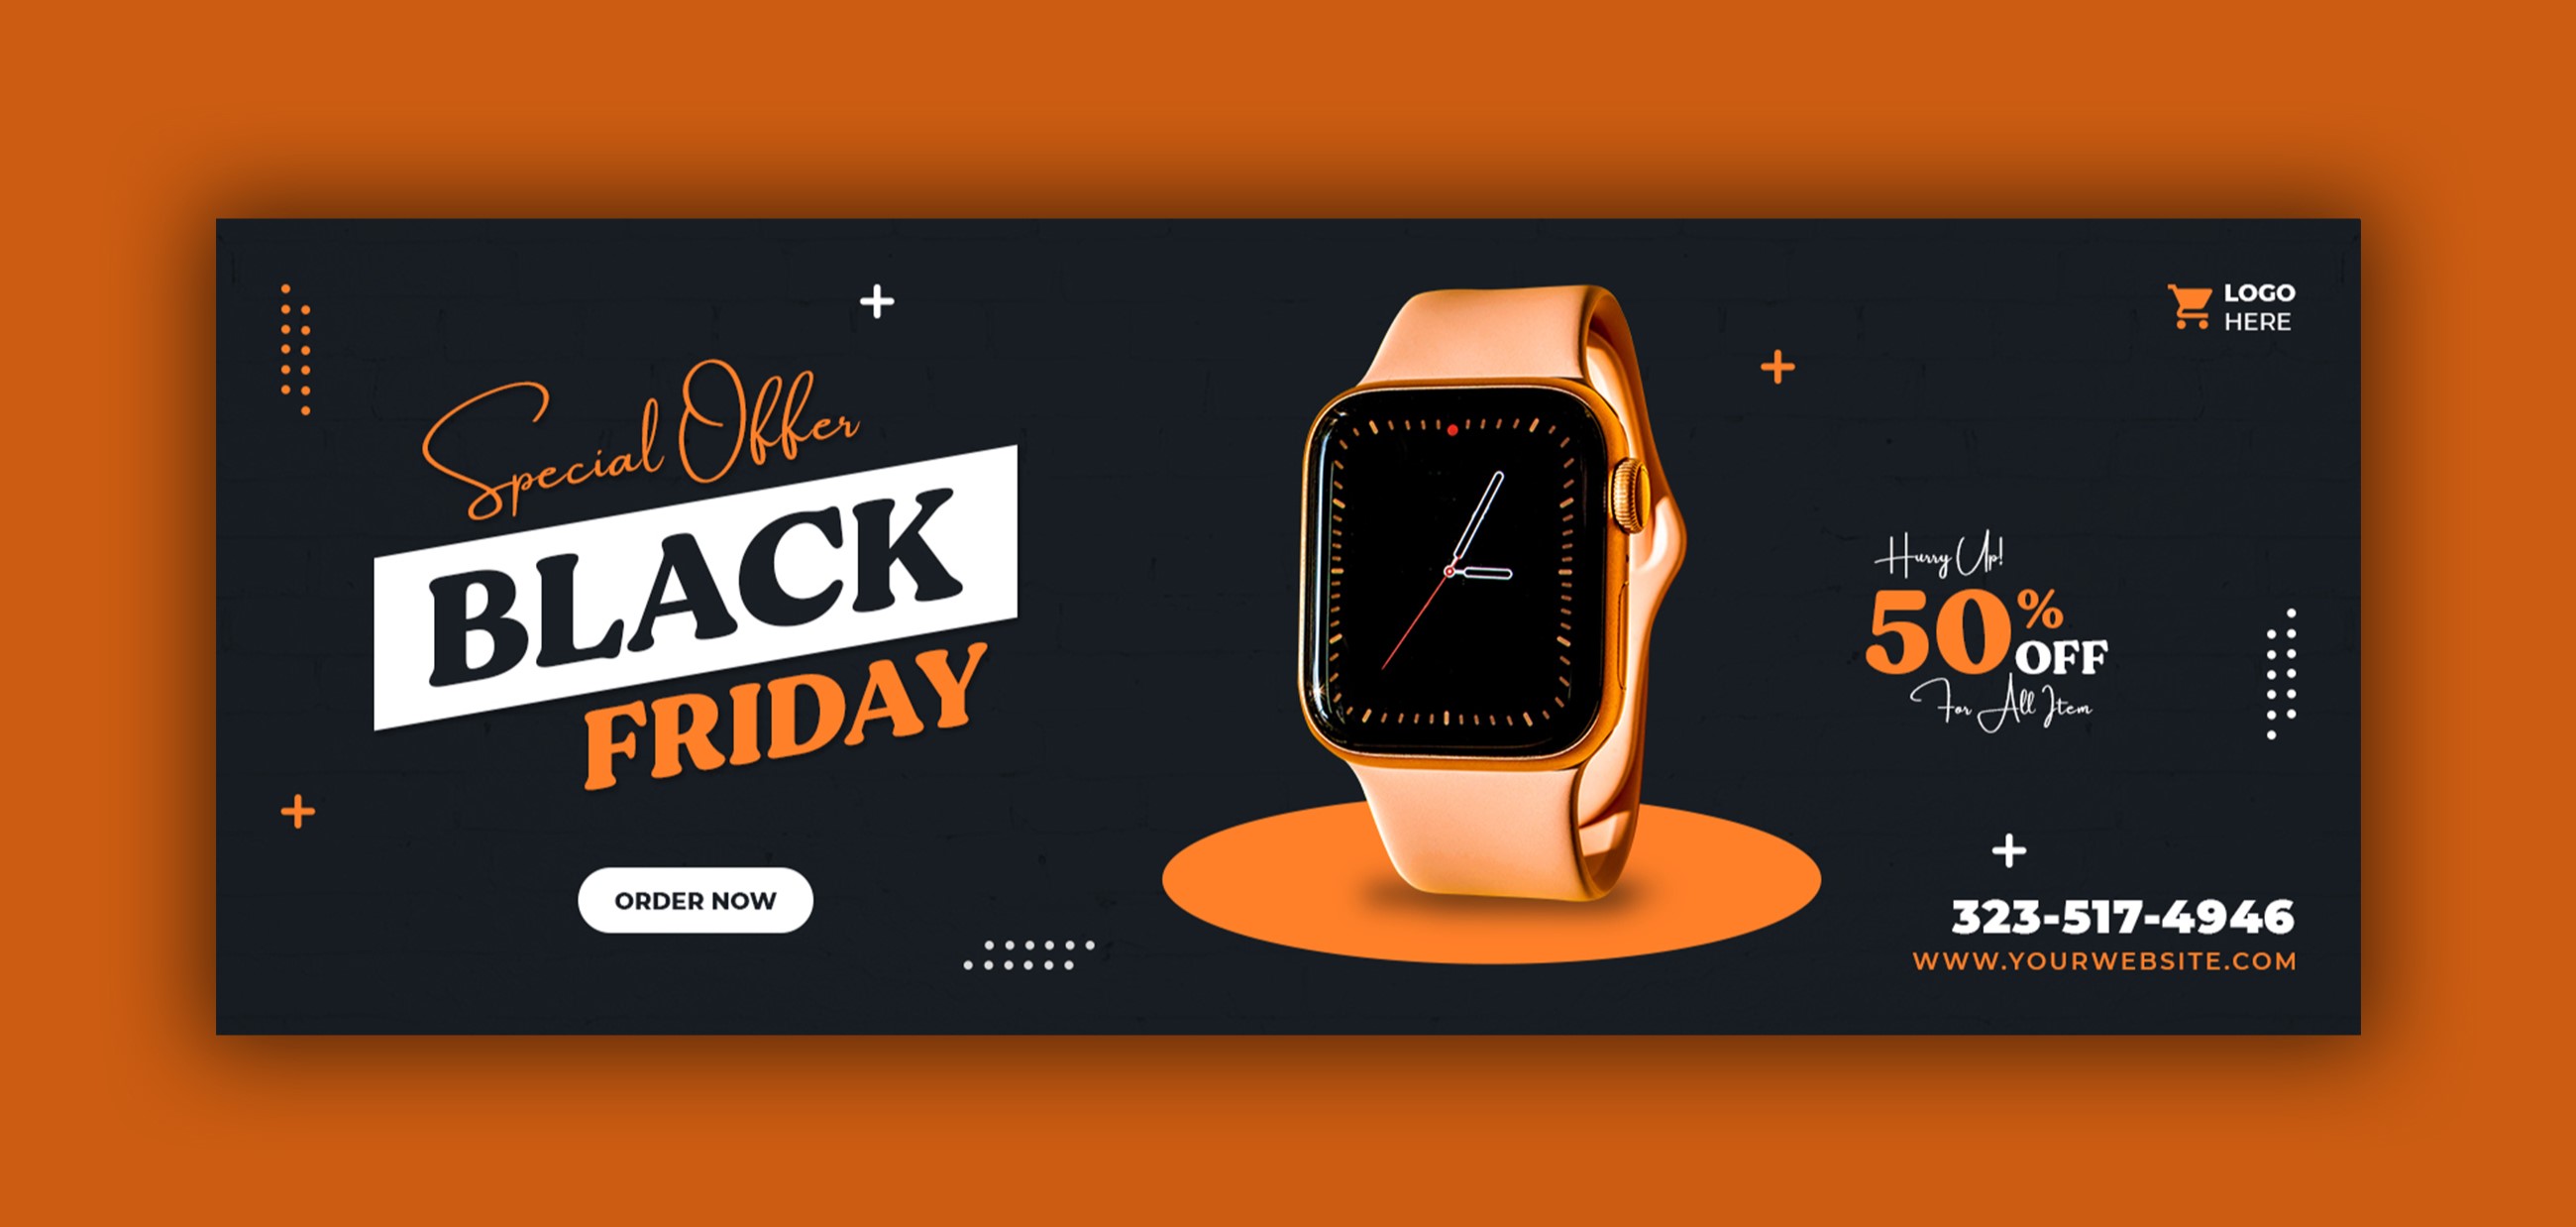 Special Offer
BLACK
FRIDAY
ORDER NOW
LOGO
HERE
Hurry Up!
50%
OFF
For All Item
323-517-4946
WWW.YOURWEBSITE.COM